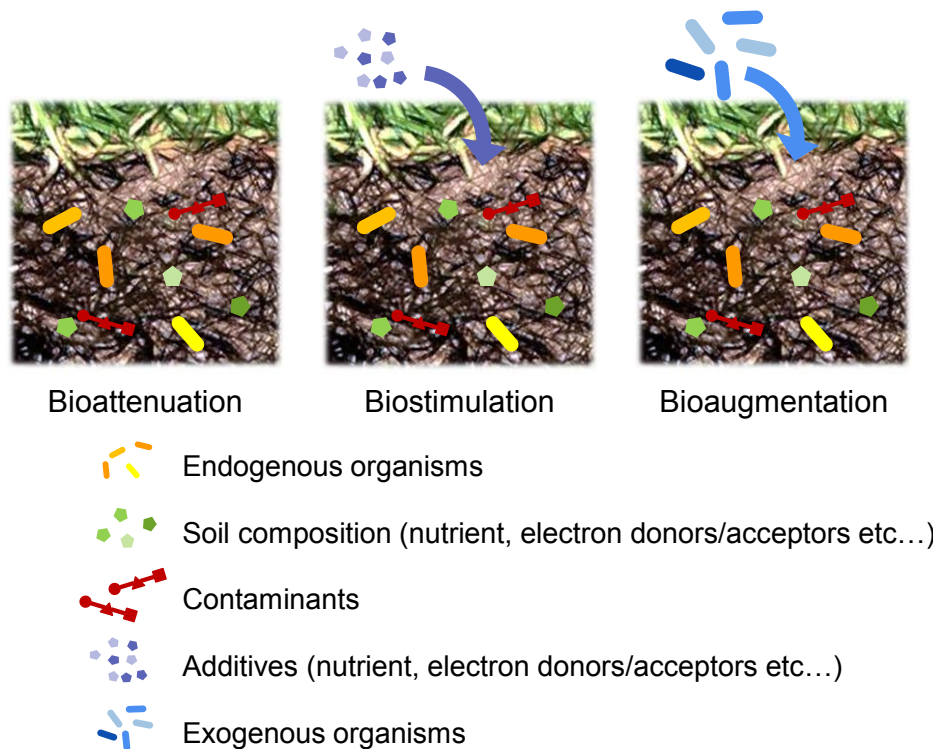 Bioattenuation
Biostimulation
Bioaugmentation
Endogenous organisms
Soil composition (nutrient, electron donors/acceptors etc…)
Contaminants
Additives (nutrient, electron donors/acceptors etc…)
Exogenous organisms